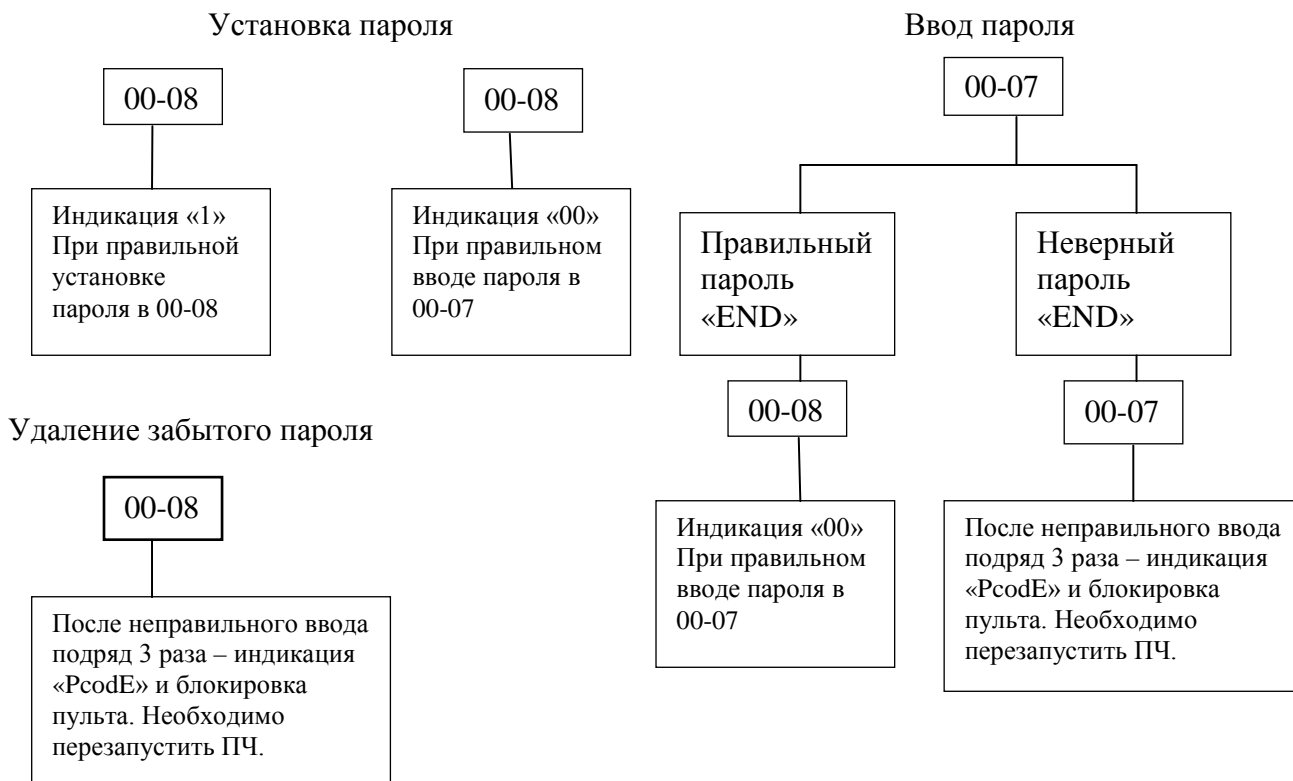 Установка пароля
00-08
Индикация «1»
При правильной
установке
пароля в 00-08
00-08
Индикация «00»
При правильном
вводе пароля в
00-07
Ввод пароля
00-07
Правильный
пароль
«END»
00-08
Индикация «00»
При правильном
вводе пароля в
00-07
Неверный
пароль
«END»
00-07
После неправильного ввода
подряд 3 раза – индикация
«PcodE» и блокировка
пульта. Необходимо
перезапустить ПЧ.
Удаление забытого пароля
00-08
После неправильного ввода
подряд 3 раза – индикация
«PcodE» и блокировка
пульта. Необходимо
перезапустить ПЧ.